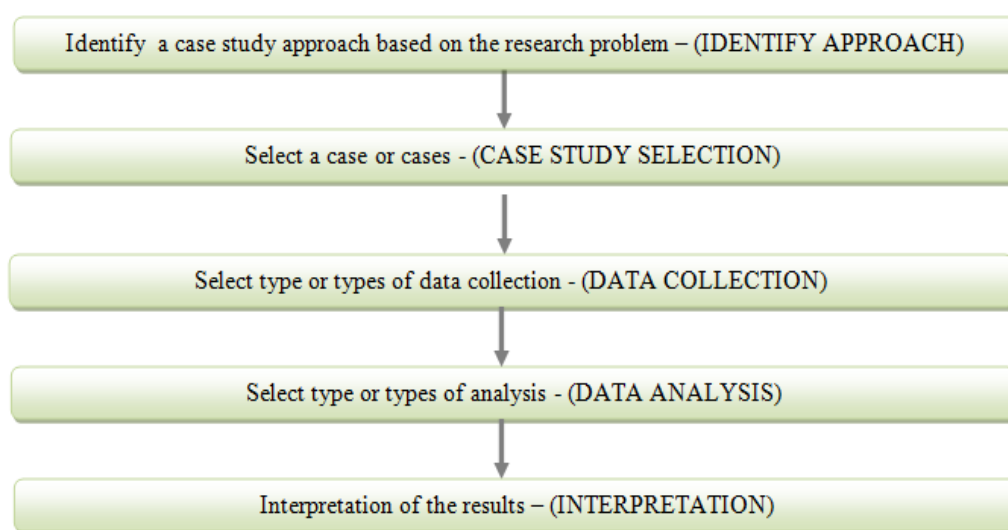 Identify a case study approach based on the research problem – (IDENTIFY APPROACH)
Select a case or cases - (CASE STUDY SELECTION)
Select type or types of data collection - (DATA COLLECTION)
Select type or types of analysis - (DATA ANALYSIS)
Interpretation of the results – (INTERPRETATION)